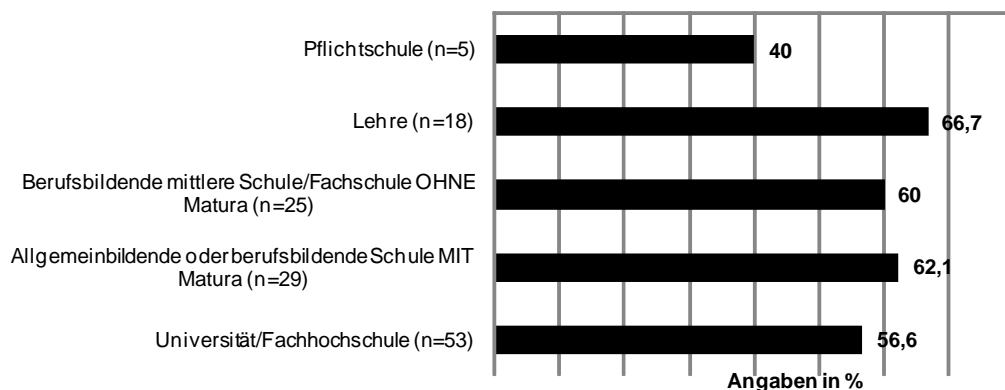 Pflichtschule (n=5)
40
Lehre (n=18)
66,7
Berufsbildende mittlere Schule/Fachschule OHNE
Matura (n=25)
60
Allgemeinbildende oder berufsbildende Schule MIT
Matura (n=29)
62,1
Universität/Fachhochschule (n=53)
56,6
Angaben in %